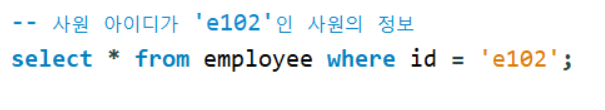 -- 사원 아이디가 'e102'인 사원의 정보
select * from employee where id = 'e102';